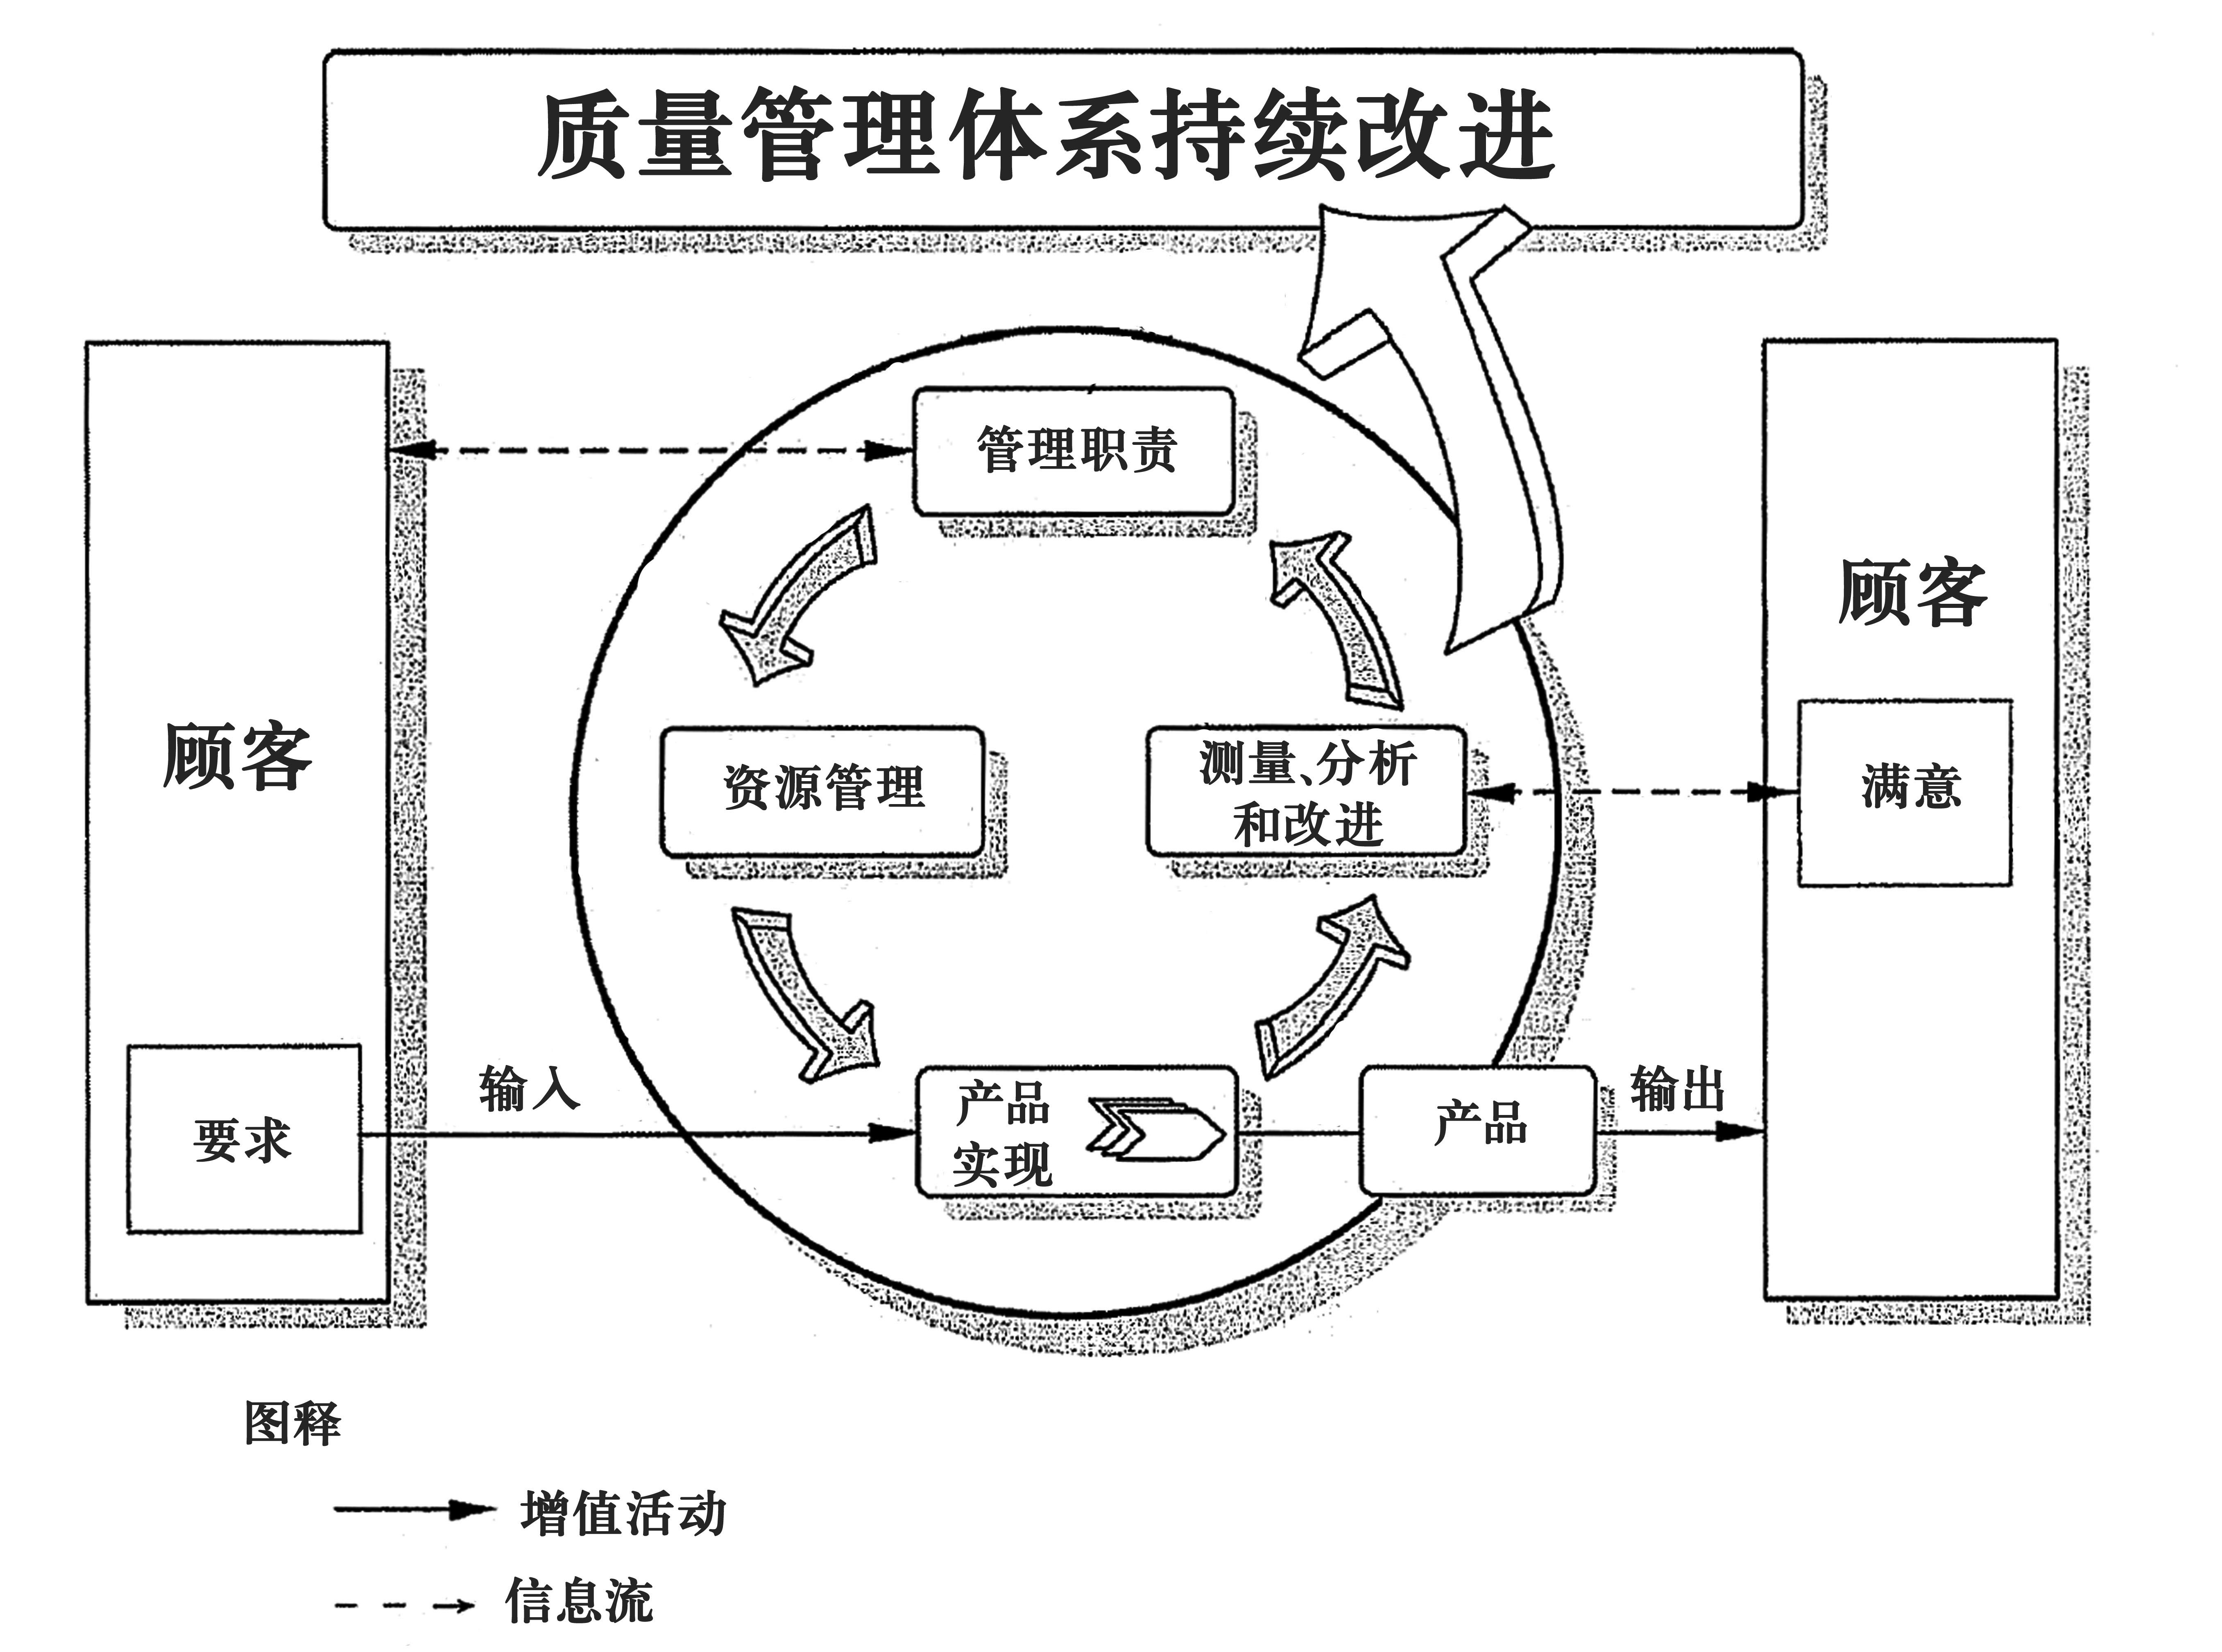 质量管理体系持续改进
管理职责
顾客
顾客
资源管理
测量、分析
和改进
满意
要求
输入
产品
实现
产品
输出
图释
增值活动
信息流